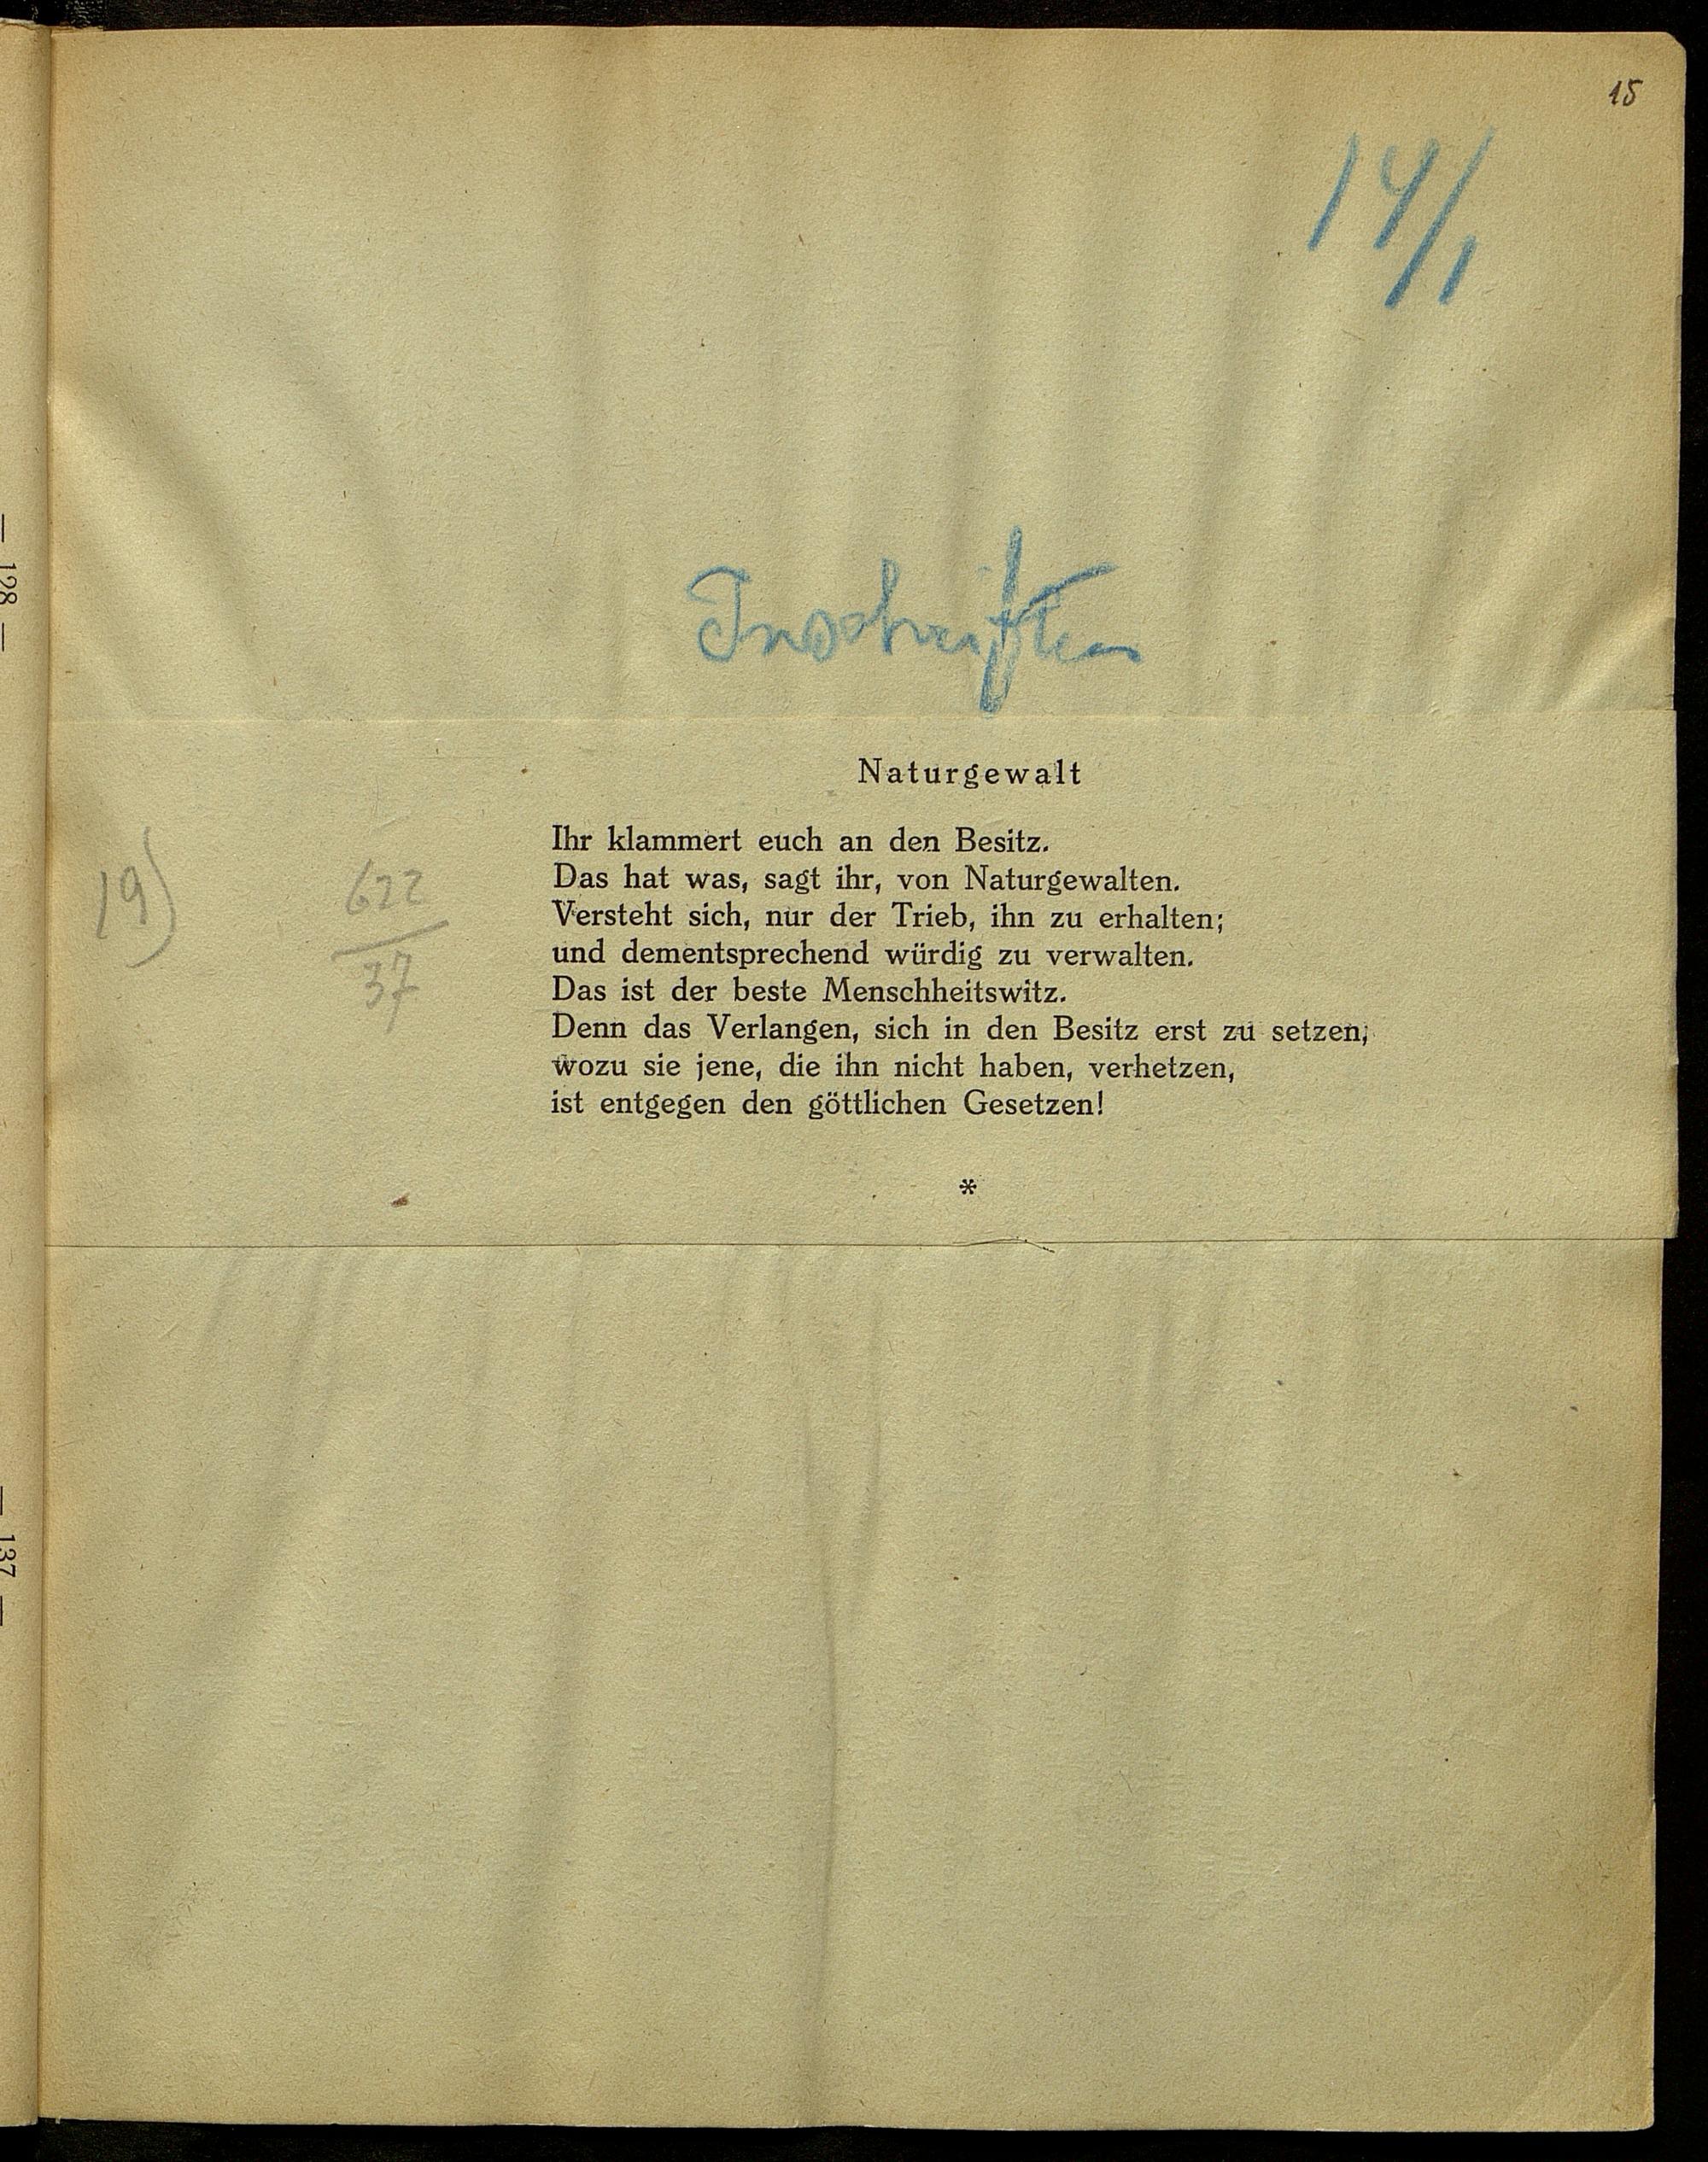 15
14/1
Inschriften
Naturgewalt
Ihr klammert euch an den Besitz.
Das hat was, sagt ihr, von Naturgewalten.
Versteht sich, nur der Trieb, ihn zu erhalten;
und dementsprechend würdig zu verwalten.
Das ist der beste Menschheitswitz.
Denn das Verlangen, sich in den Besitz erst zu setzen,
wozu sie jene, die ihn nicht haben, verhetzen,
ist entgegen den göttlichen Gesetzen!
*
19)
622
37
— 128 —
— 137 —